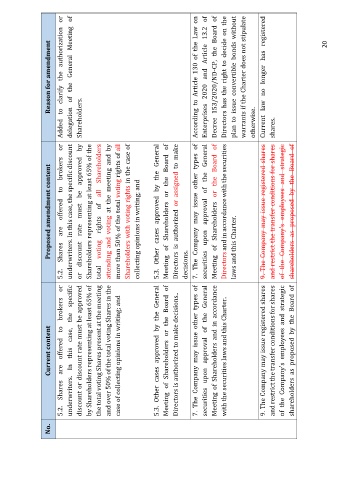 No.
Current content
Proposed amendment content
Reason for amendment
5.2. Shares are offered to brokers or
underwriters. In this case, the specific
discount or discount rate must be approved
by Shareholders representing at least 65% of
the total voting Shares present at the meeting
and over 50% of the total voting Shares in the
case of collecting opinions in writing; and
5.2. Shares are offered to brokers or
underwriters. In this case, the specific discount
or discount rate must be approved by
Shareholders representing at least 65% of the
total votes rights of all Shareholders
attending and voting at the meeting and by
more than 50% of the total voting rights of all
Shareholders with voting rights in the case of
collecting opinions in writing; and
Added to clarify the authorization or
delegation of the General Meeting of
Shareholders.
5.3. Other cases approved by the General
Meeting of Shareholders or the Board of
Directors is authorized to make decisions..
5.3. Other cases approved by the General
Meeting of Shareholders or the Board of
Directors is authorized or assigned to make
decisions.
7. The Company may issue other types of
securities upon approval of the General
Meeting of Shareholders and in accordance
with the securities laws and this Charter.
7. The Company may issue other types of
securities upon approval of the General
Meeting of Shareholders or the Board of
Directors and in accordance with the securities
laws and this Charter.
According to Article 130 of the Law on
Enterprises 2020 and Article 13.2 of
Decree 153/2020/ND-CP, the Board of
Directors has the right to decide on the
plan to issue convertible bonds without
warrants if the Charter does not stipulate
otherwise.
9. The Company may issue registered shares
and restrict the transfer conditions for shares
of the Company's employees and strategic
shareholders as proposed by the Board of
9. The Company may issue registered shares
and restrict the transfer conditions for shares
of the Company's employees and strategic
shareholders as proposed by the Board of
Current law no longer has registered
shares.
20